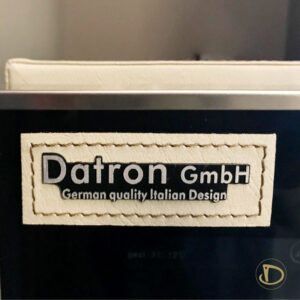 Datron GmbH
German quality Italian Design